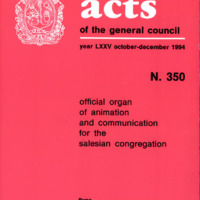 acts
of the general council
year LXXV october-december 1994
N. 350
official organ
of animation
and communication
for the
salesian congregation